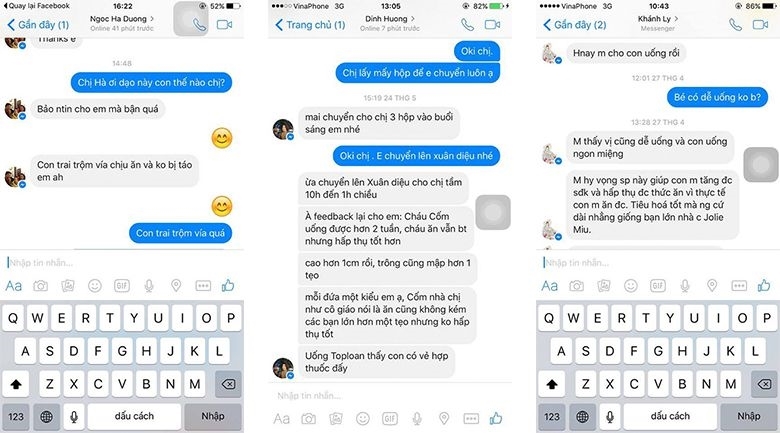 Quay lại Facebook
16:22
52%
Gần đây (1)
Ngoc Ha Duong
Online 41 phút trước
Thanks e
14:48
Chị Hà ơi dạo này con thế nào chị?
Bảo ntin cho em mà bận quá
Con trai trộm vía chịu ăn và ko bị táo
em ah
Con trai trộm vía quá
Nhập tin nhắn...
Aa
GIF
Q W E R T Y U I O P
A S D F G H J K L
Z X C V B N M
123
dấu cách
Nhập
VinaPhone 3G
13:05
82%
Trang chủ (1)
Dinh Huong
Online 7 phút trước
Oki chị.
Chị lấy mấy hộp để e chuyển luôn ạ
15:19 24 THG 5
mai chuyển cho chị 3 hộp vào buổi
sáng em nhé
Oki chị . E chuyển lên xuân diệu nhé
ừa chuyển lên Xuân diệu cho chị tầm
10h đến 1h chiều
À feedback lại cho em: Cháu Cốm
uống được hơn 2 tuần, cháu ăn vẫn bt
nhưng hấp thụ tốt hơn
cao hơn 1cm rồi, trông cũng mập hơn 1
tẹo
mỗi đứa một kiểu em ạ, Cốm nhà chị
như cô giáo nói là ăn cũng không kém
các bạn lớn hơn một tẹo nhưng ko hấp
thụ tốt
Uống Toploan thấy con có vẻ hợp
thuốc đấy
Nhập tin nhắn...
Aa
GIF
VinaPhone 3G
10:43
64%
Gần đây (2)
Khánh Ly
Messenger
Hnay m cho con uống rồi
12:01 27 THG 4
Bé có dễ uống ko b?
13:28 27 THG 4
M thấy vị cũng dễ uống và con uống
ngon miệng
M hy vọng sp này giúp con m tăng đc
sđk và hấp thụ đc thức ăn vì thực tế
con m ăn đc. Tiêu hoá tốt mà ng cứ
dài nhẳng giống bạn lớn nhà c Jolie
Miu.
Nhập tin nhắn...
Aa
GIF
Q W E R T Y U I O P
A S D F G H J K L
Z X C V B N M
123
dấu cách
Nhập